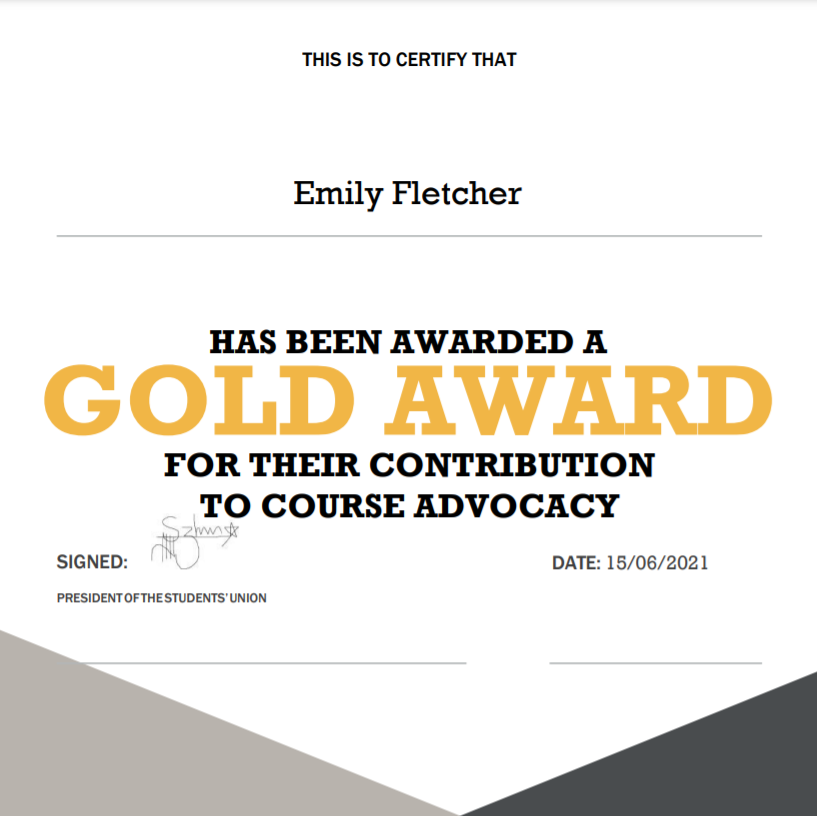 THIS IS TO CERTIFY THAT
Emily Fletcher
HAS BEEN AWARDED A
GOLD AWARD
FOR THEIR CONTRIBUTION
TO COURSE ADVOCACY
SIGNED:
DATE: 15/06/2021
PRESIDENT OF THE STUDENTS' UNION